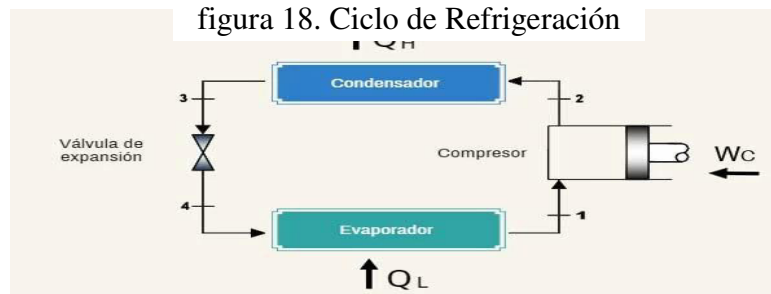 figura 18. Ciclo de Refrigeración
Q H
Condensador
3
2
Válvula de
expansión
Compresor
Wc
4
1
Evaporador
Q L